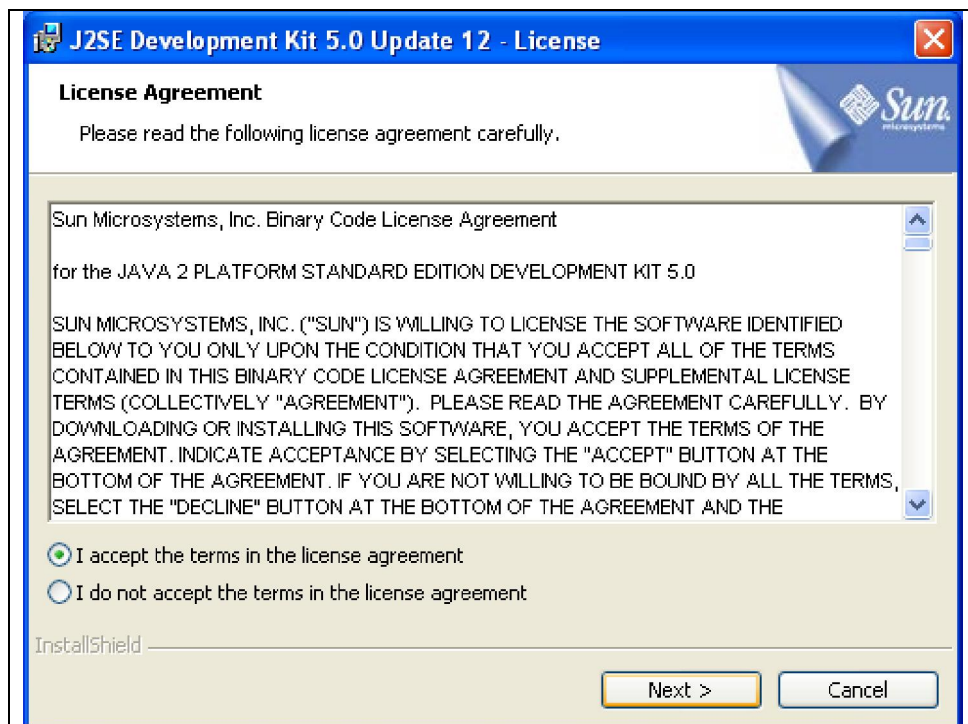 J2SE Development Kit 5.0 Update 12 - License
License Agreement
Please read the following license agreement carefully.
Sun
microsystems
Sun Microsystems, Inc. Binary Code License Agreement
for the JAVA 2 PLATFORM STANDARD EDITION DEVELOPMENT KIT 5.0
SUN MICROSYSTEMS, INC. ("SUN") IS WILLING TO LICENSE THE SOFTWARE IDENTIFIED
BELOW TO YOU ONLY UPON THE CONDITION THAT YOU ACCEPT ALL OF THE TERMS
CONTAINED IN THIS BINARY CODE LICENSE AGREEMENT AND SUPPLEMENTAL LICENSE
TERMS (COLLECTIVELY "AGREEMENT"). PLEASE READ THE AGREEMENT CAREFULLY. BY
DOWNLOADING OR INSTALLING THIS SOFTWARE, YOU ACCEPT THE TERMS OF THE
AGREEMENT. INDICATE ACCEPTANCE BY SELECTING THE "ACCEPT" BUTTON AT THE
BOTTOM OF THE AGREEMENT. IF YOU ARE NOT WILLING TO BE BOUND BY ALL THE TERMS,
SELECT THE "DECLINE" BUTTON AT THE BOTTOM OF THE AGREEMENT AND THE
I accept the terms in the license agreement
I do not accept the terms in the license agreement
InstallShield
Next >
Cancel